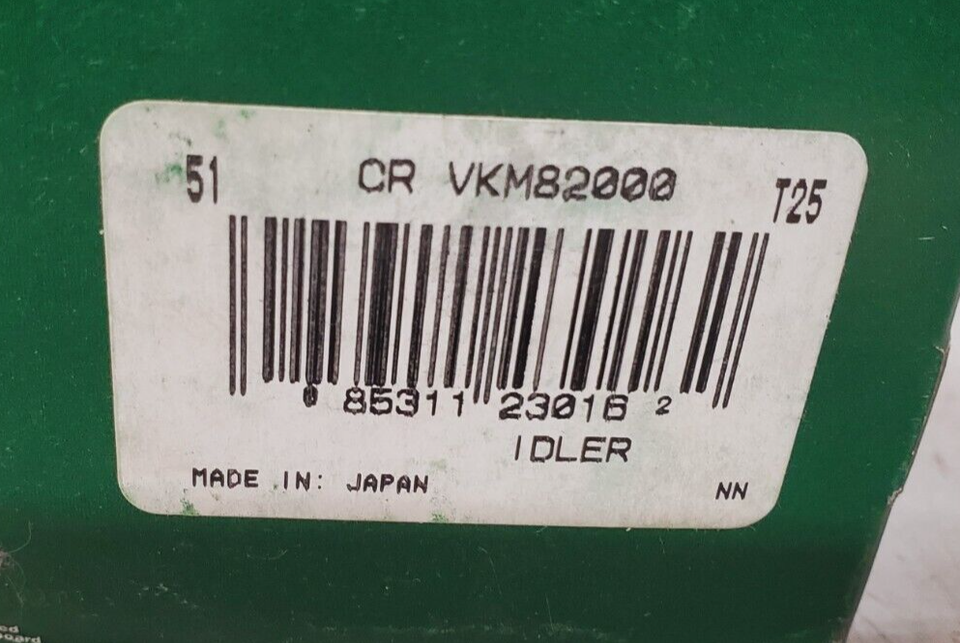 51 CR VKM82000 T25
0 85311 23016 2
IDLER
MADE IN: JAPAN NN